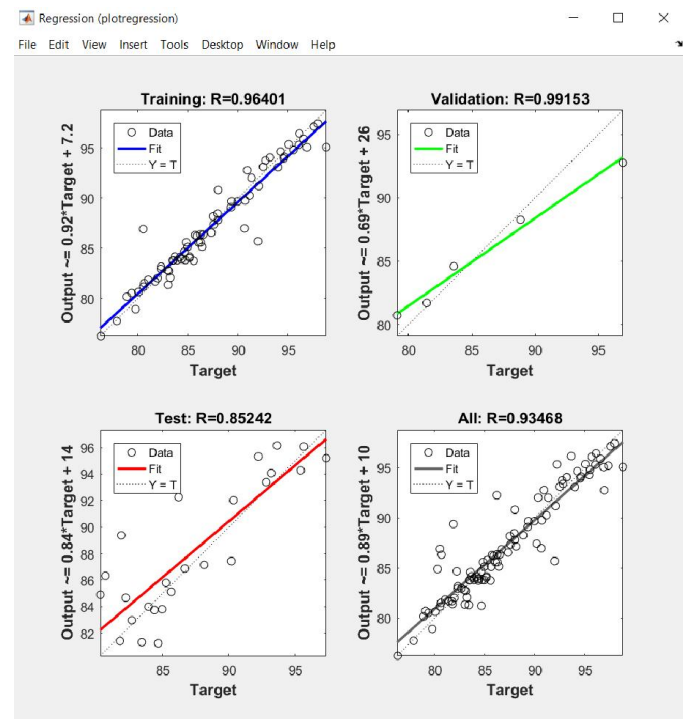 Regression (plotregression)
File Edit View Insert Tools Desktop Window Help
Training: R=0.96401
Output ~= 0.92*Target + 7.2
Data
Fit
Y = T
95
90
85
80
80 85 90 95
Target
Validation: R=0.99153
Output ~= 0.69*Target + 26
Data
Fit
Y = T
95
90
85
80
80 85 90 95
Target
Test: R=0.85242
Output ~= 0.84*Target + 14
Data
Fit
Y = T
96
94
92
90
88
86
84
82
85 90 95
Target
All: R=0.93468
Output ~= 0.89*Target + 10
Data
Fit
Y = T
95
90
85
80
80 85 90 95
Target